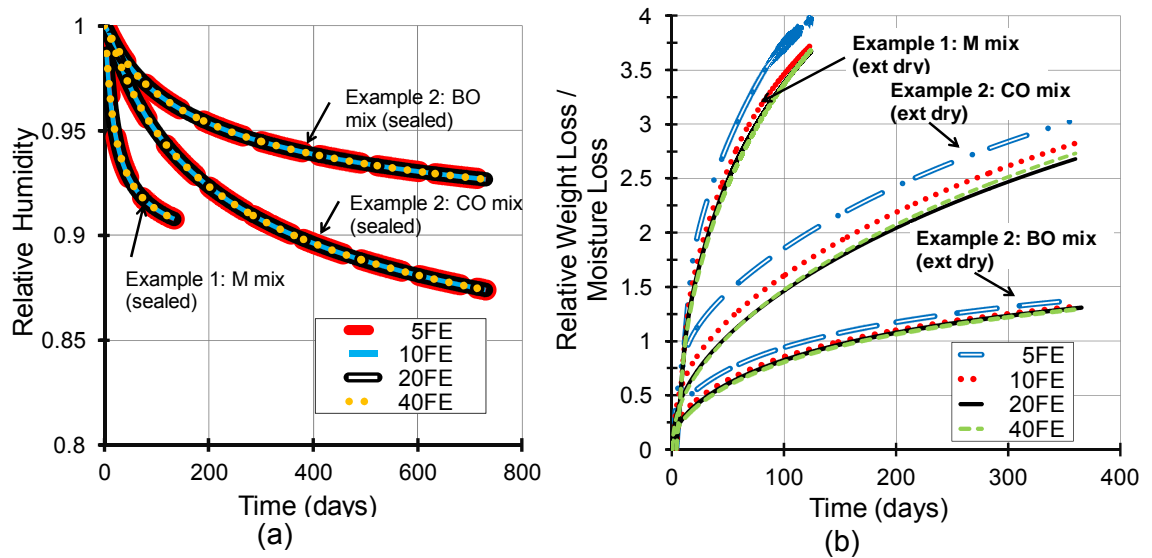 1
0.95
0.9
0.85
0.8
Relative Humidity
0
200
400
600
800
Time (days)
Example 2: BO
mix (sealed)
Example 2: CO mix
(sealed)
Example 1: M mix
(sealed)
5FE
10FE
20FE
40FE
(a)
4
3.5
3
2.5
2
1.5
1
0.5
0
Relative Weight Loss /
Moisture Loss
0
100
200
300
400
Time (days)
Example 1: M mix
(ext dry)
Example 2: CO mix
(ext dry)
Example 2: BO mix
(ext dry)
5FE
10FE
20FE
40FE
(b)